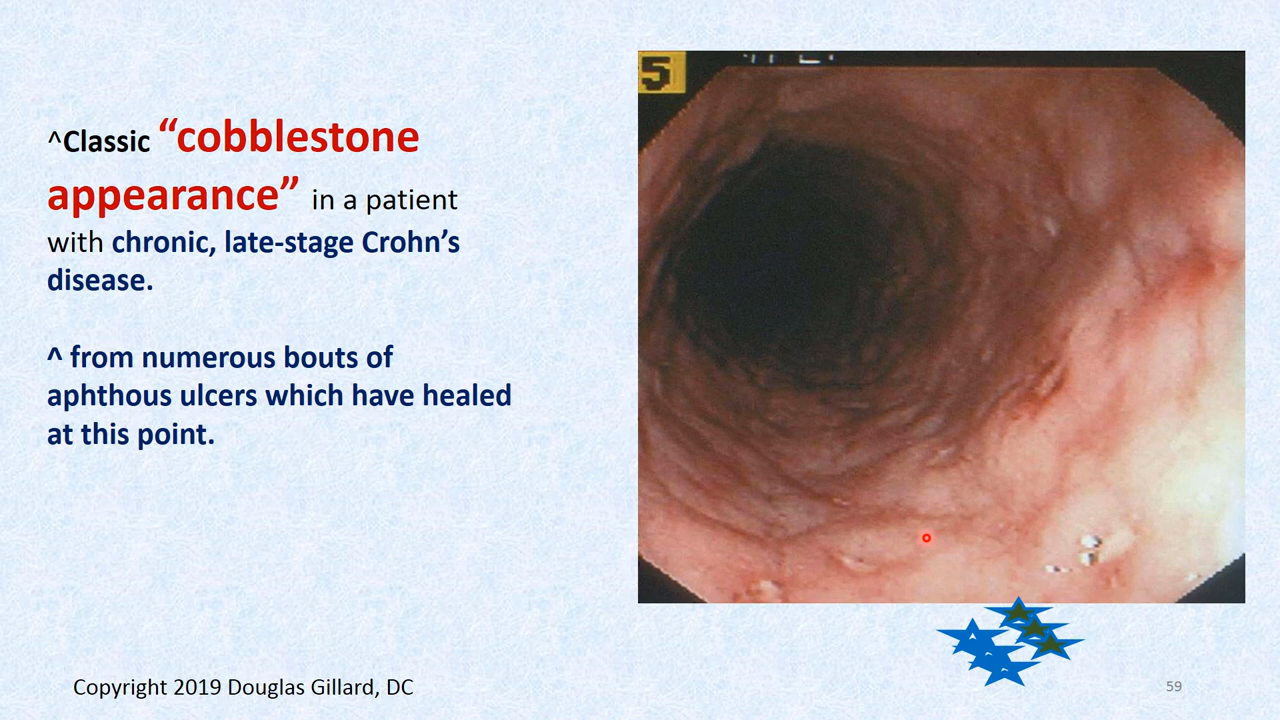 ^Classic “cobblestone
appearance” in a patient
with chronic, late-stage Crohn’s
disease.
^ from numerous bouts of
aphthous ulcers which have healed
at this point.
5
Copyright 2019 Douglas Gillard, DC
59